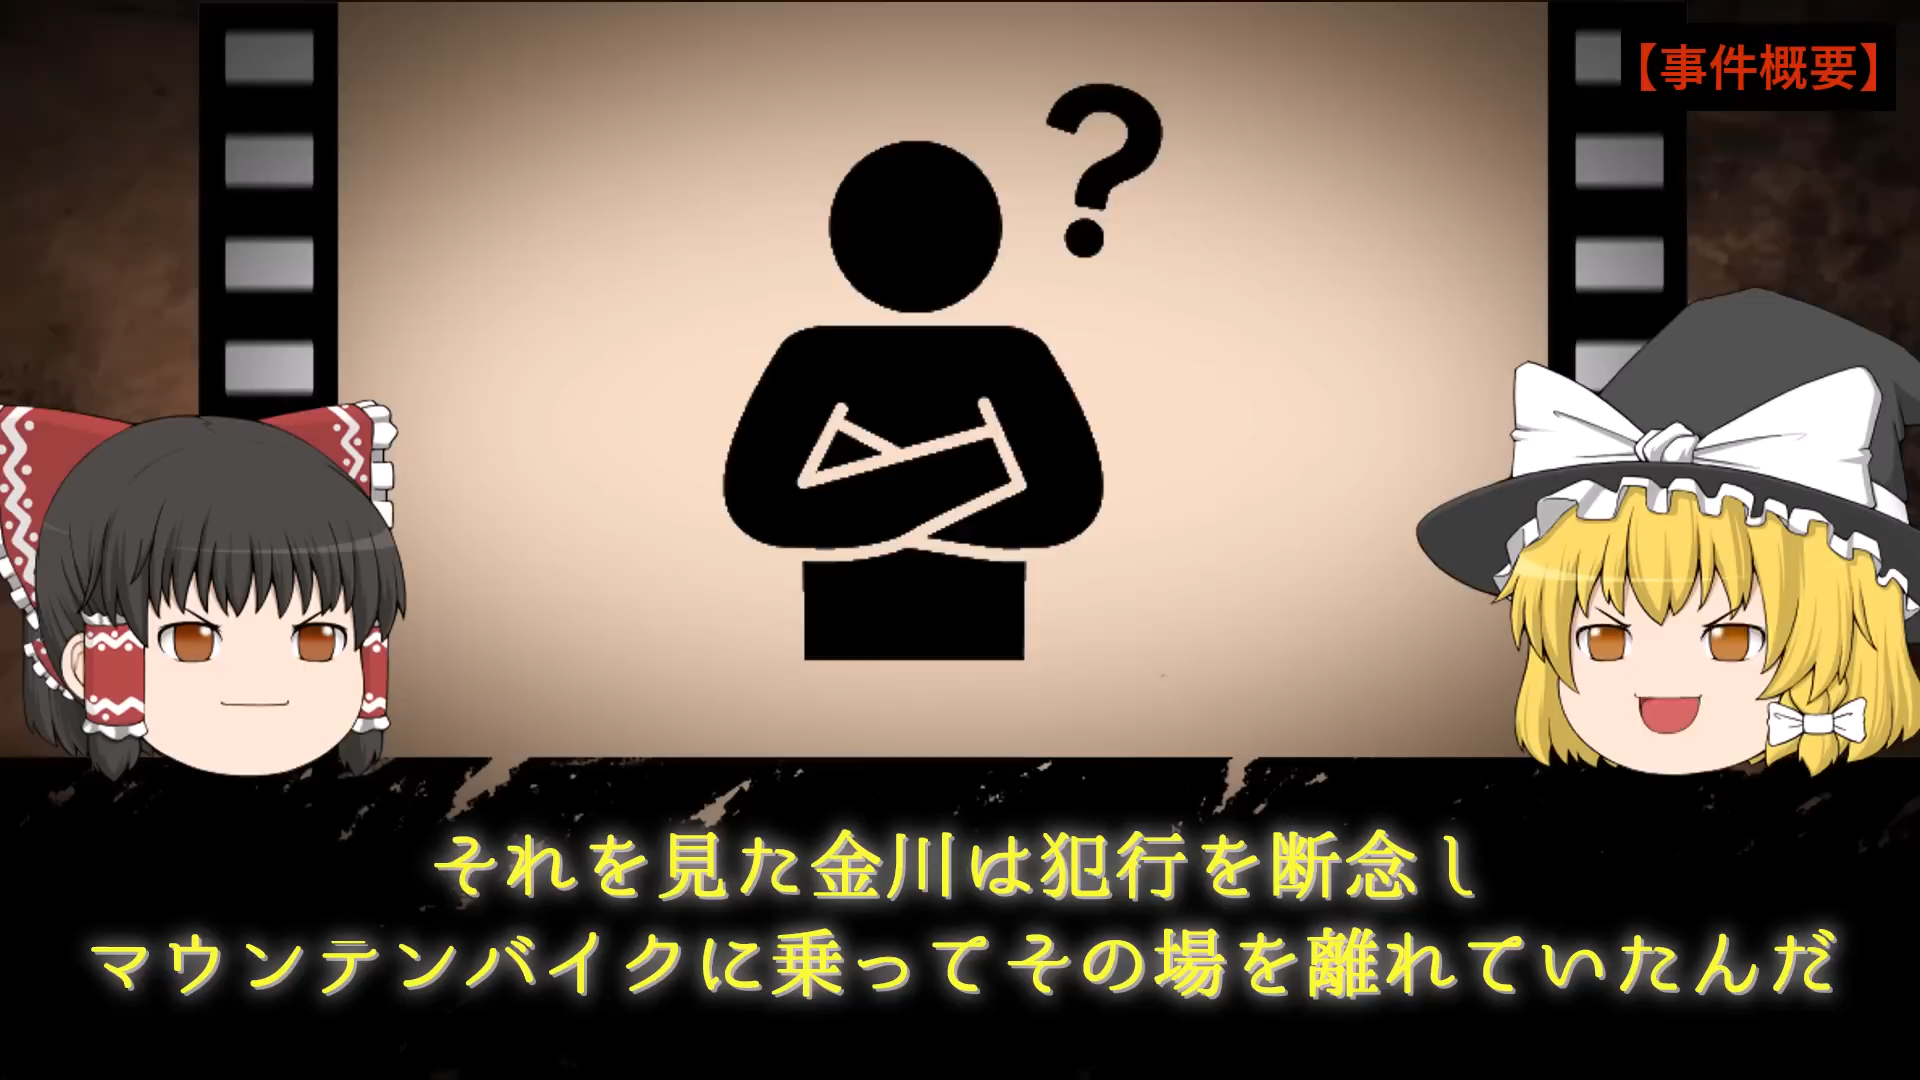 【事件概要】
?
それを見た金川は犯行を断念し
マウンテンバイクに乗ってその場を離れていたんだ